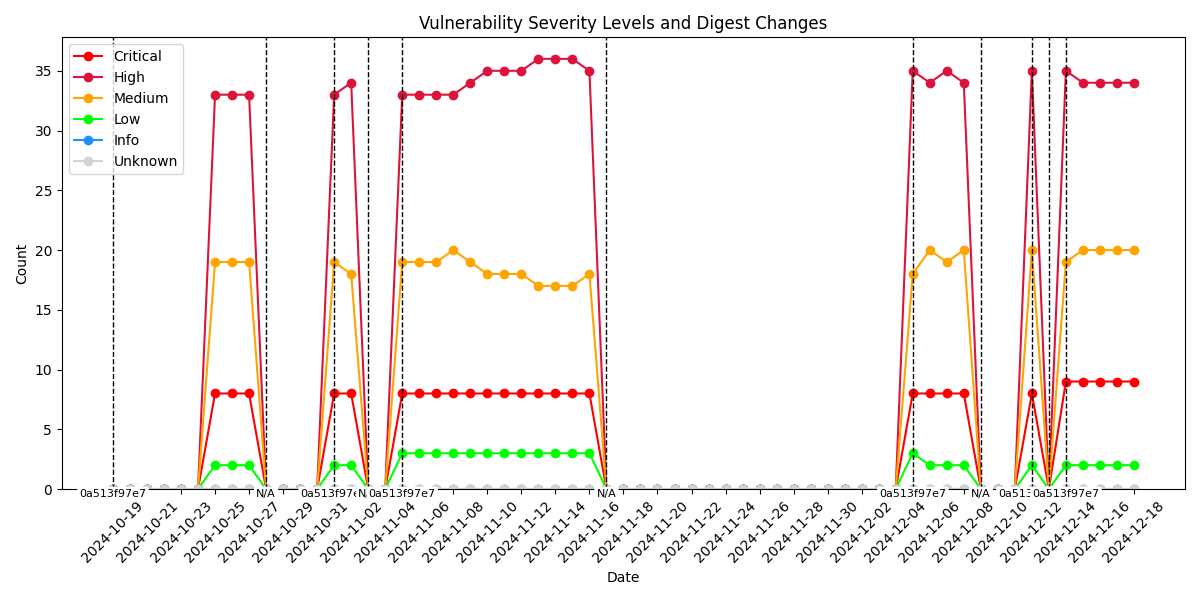 Vulnerability Severity Levels and Digest Changes
Critical
High
Medium
Low
Info
Unknown
Count
35
30
25
20
15
10
5
0
0a513f97e7
N/A
0a513f97e7
0a513f97e7
N/A
0a513f97e7
N/A
0a513f97e7
2024-10-19
2024-10-21
2024-10-23
2024-10-25
2024-10-27
2024-10-29
2024-10-31
2024-11-02
2024-11-04
2024-11-06
2024-11-08
2024-11-10
2024-11-12
2024-11-14
2024-11-16
2024-11-18
2024-11-20
2024-11-22
2024-11-24
2024-11-26
2024-11-28
2024-11-30
2024-12-02
2024-12-04
2024-12-06
2024-12-08
2024-12-10
2024-12-12
2024-12-14
2024-12-16
2024-12-18
Date